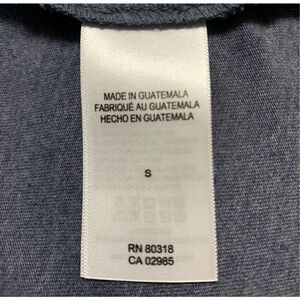 MADE IN GUATEMALA
FABRIQUÉ AU GUATEMALA
HECHO EN GUATEMALA
S
RN 80318
CA 02985